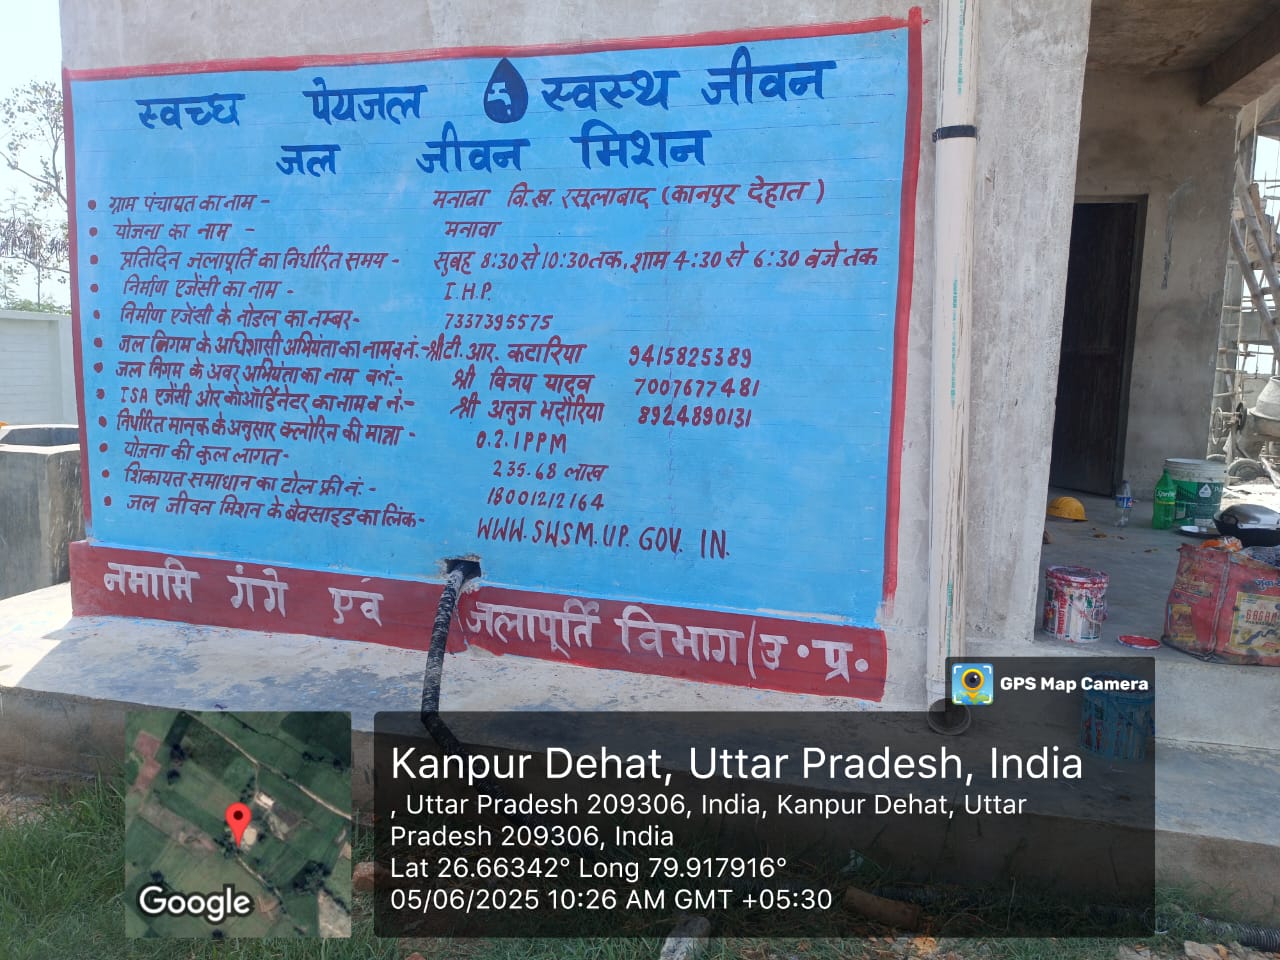 स्वच्छ पेयजल स्वस्थ जीवन
जल जीवन मिशन
• ग्राम पंचायत का नाम - मनावा वि.ख. रसूलाबाद (कानपुर देहात)
• योजना का नाम - मनावा
• प्रतिदिन जलापूर्ति का निर्धारित समय - सुबह 8:30 से 10:30 तक, शाम 4:30 से 6:30 बजे तक
• निर्माण एजेंसी का नाम - I.H.P.
• निर्माण एजेंसी के नोडल का नम्बर- 7337395575
• जल निगम के अधिशासी अभियंता का नाम व नं.- श्री टी. आर. कटारिया 9415825389
• जल निगम के अवर अभियंता का नाम व नं.- श्री विजय यादव 7007677481
• ISA एजेंसी और कोऑर्डिनेटर का नाम व नं.- श्री अनुज भदौरिया 8924890131
• निर्धारित मानक के अनुसार क्लोरिन की मात्रा - 0.2.1PPM
• योजना की कुल लागत- 235.68 लाख
• शिकायत समाधान का टोल फ्री नं.- 18001212164
• जल जीवन मिशन के बेवसाइड का लिंक- WWW.SWSM.UP.GOV.IN.
नमामि गंगे एवं जलापूर्ति विभाग (उ.प्र.
GPS Map Camera
Kanpur Dehat, Uttar Pradesh, India
, Uttar Pradesh 209306, India, Kanpur Dehat, Uttar
Pradesh 209306, India
Lat 26.66342° Long 79.917916°
05/06/2025 10:26 AM GMT +05:30
Google